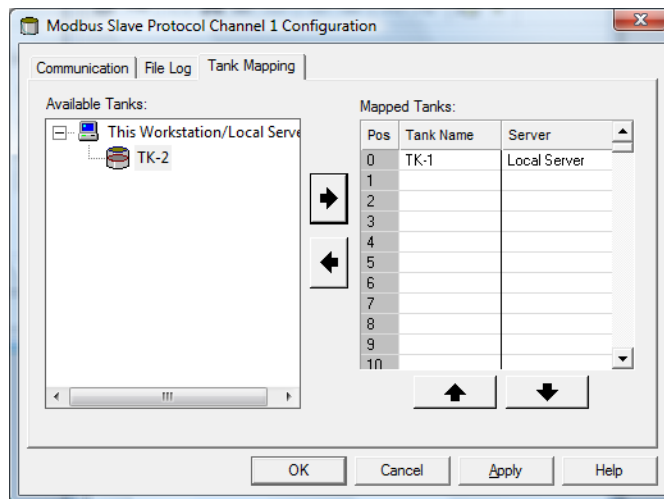 Modbus Slave Protocol Channel 1 Configuration
Communication File Log Tank Mapping
Available Tanks:
This Workstation/Local Serve
TK-2
Mapped Tanks:
Pos Tank Name Server
0 TK-1 Local Server
1
2
3
4
5
6
7
8
9
10
OK Cancel Apply Help